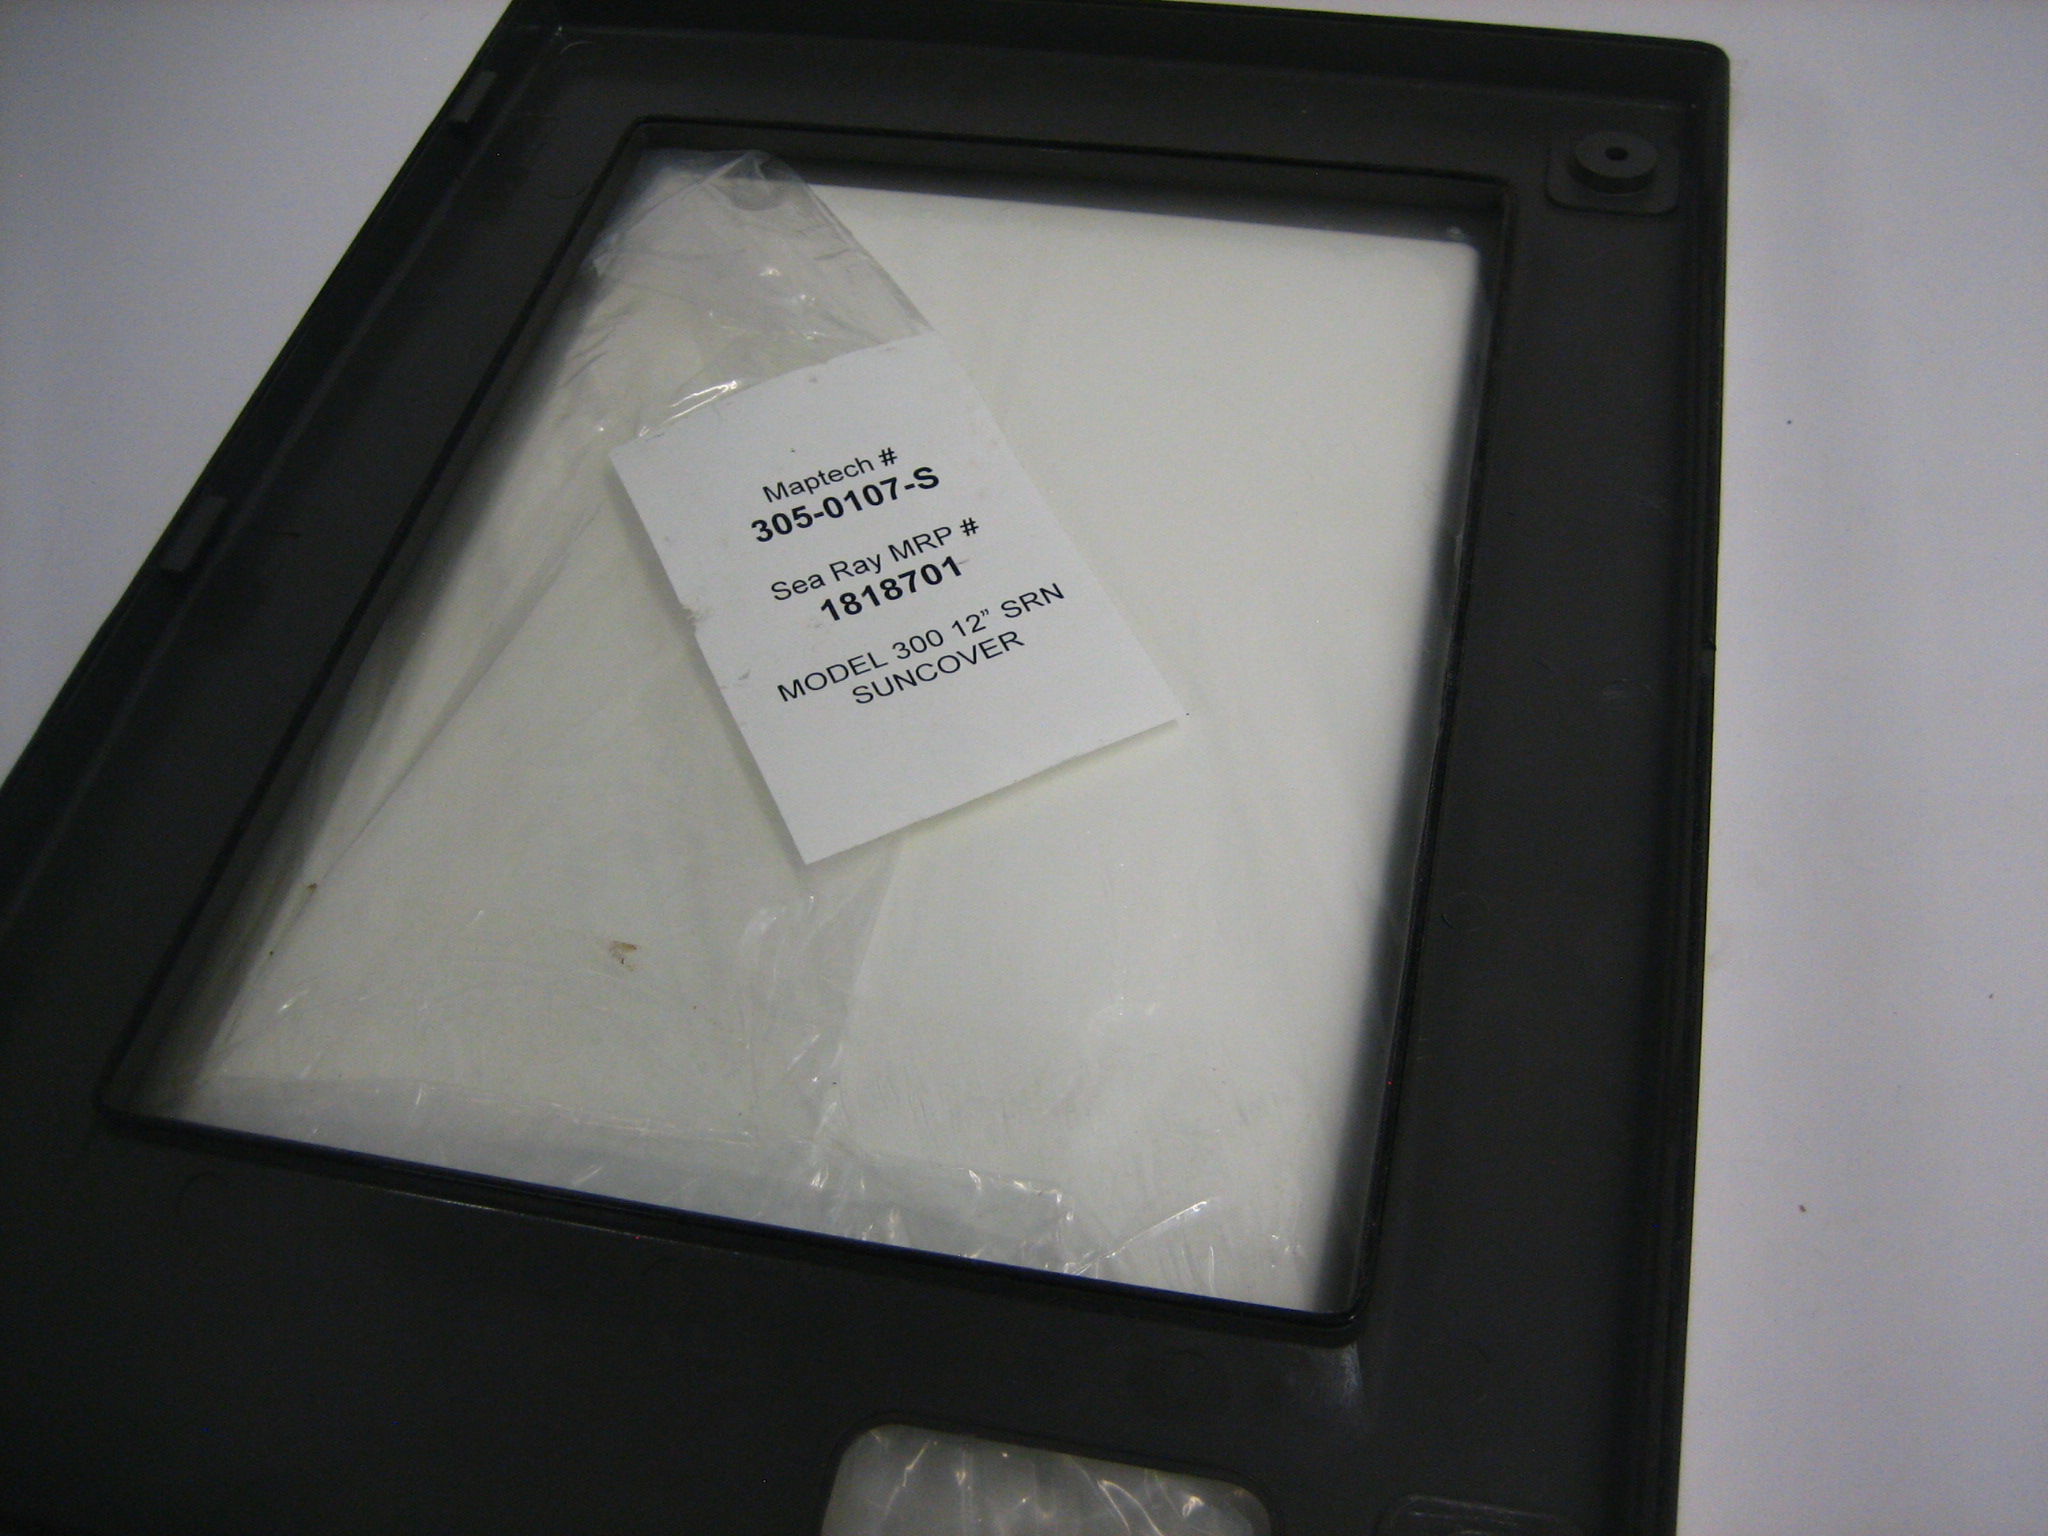 Maptech #
305-0107-S
Sea Ray MRP #
1818701
MODEL 300 12” SRN
SUNCOVER